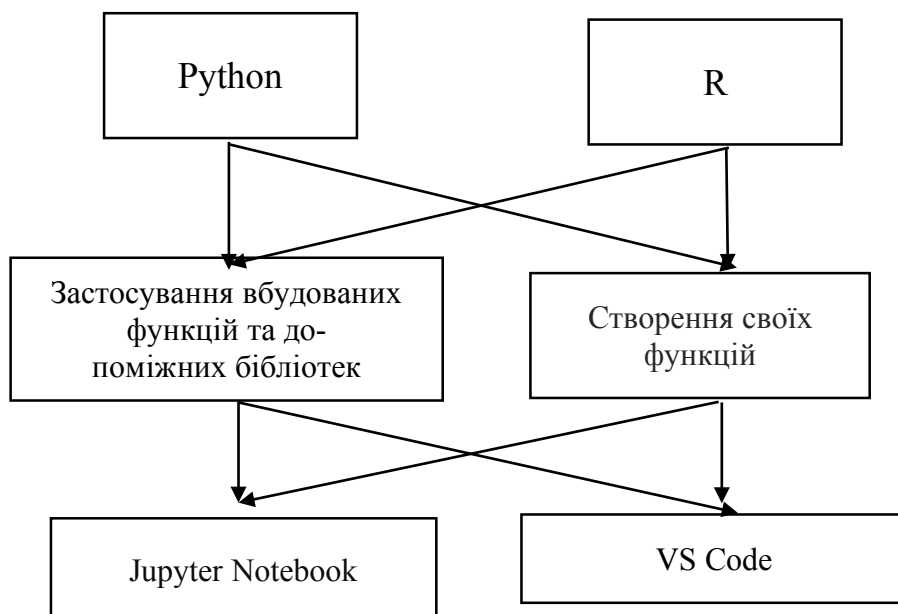 Python
R
Застосування вбудованих
функцій та до-
поміжних бібліотек
Створення своїх
функцій
Jupyter Notebook
VS Code